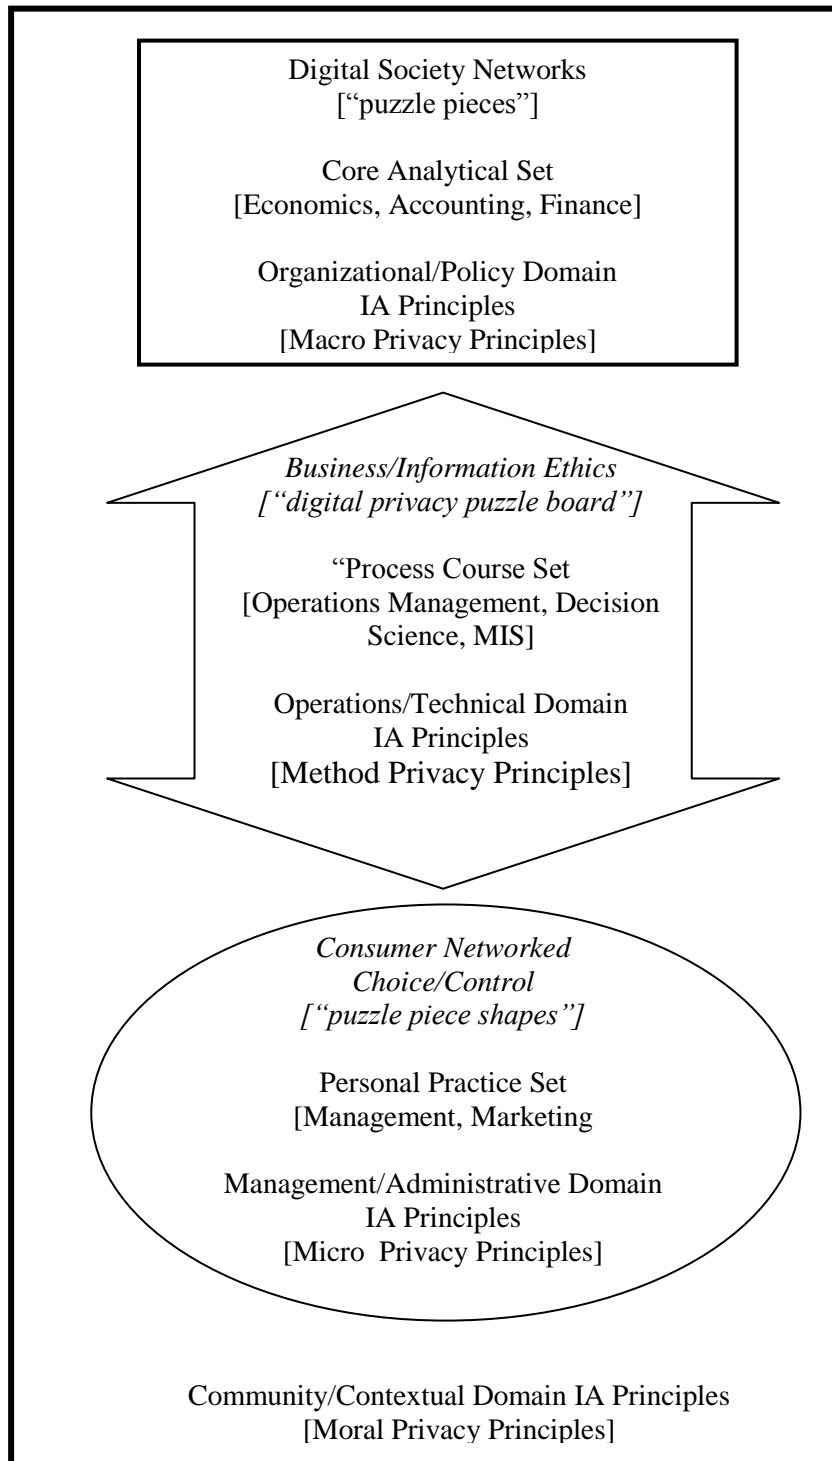 Digital Society Networks
[“puzzle pieces”]
Core Analytical Set
[Economics, Accounting, Finance]
Organizational/Policy Domain
IA Principles
[Macro Privacy Principles]
Business/Information Ethics
[“digital privacy puzzle board”]
“Process Course Set
[Operations Management, Decision
Science, MIS]
Operations/Technical Domain
IA Principles
[Method Privacy Principles]
Consumer Networked
Choice/Control
[“puzzle piece shapes”]
Personal Practice Set
[Management, Marketing
Management/Administrative Domain
IA Principles
[Micro  Privacy Principles]
Community/Contextual Domain IA Principles
[Moral Privacy Principles]